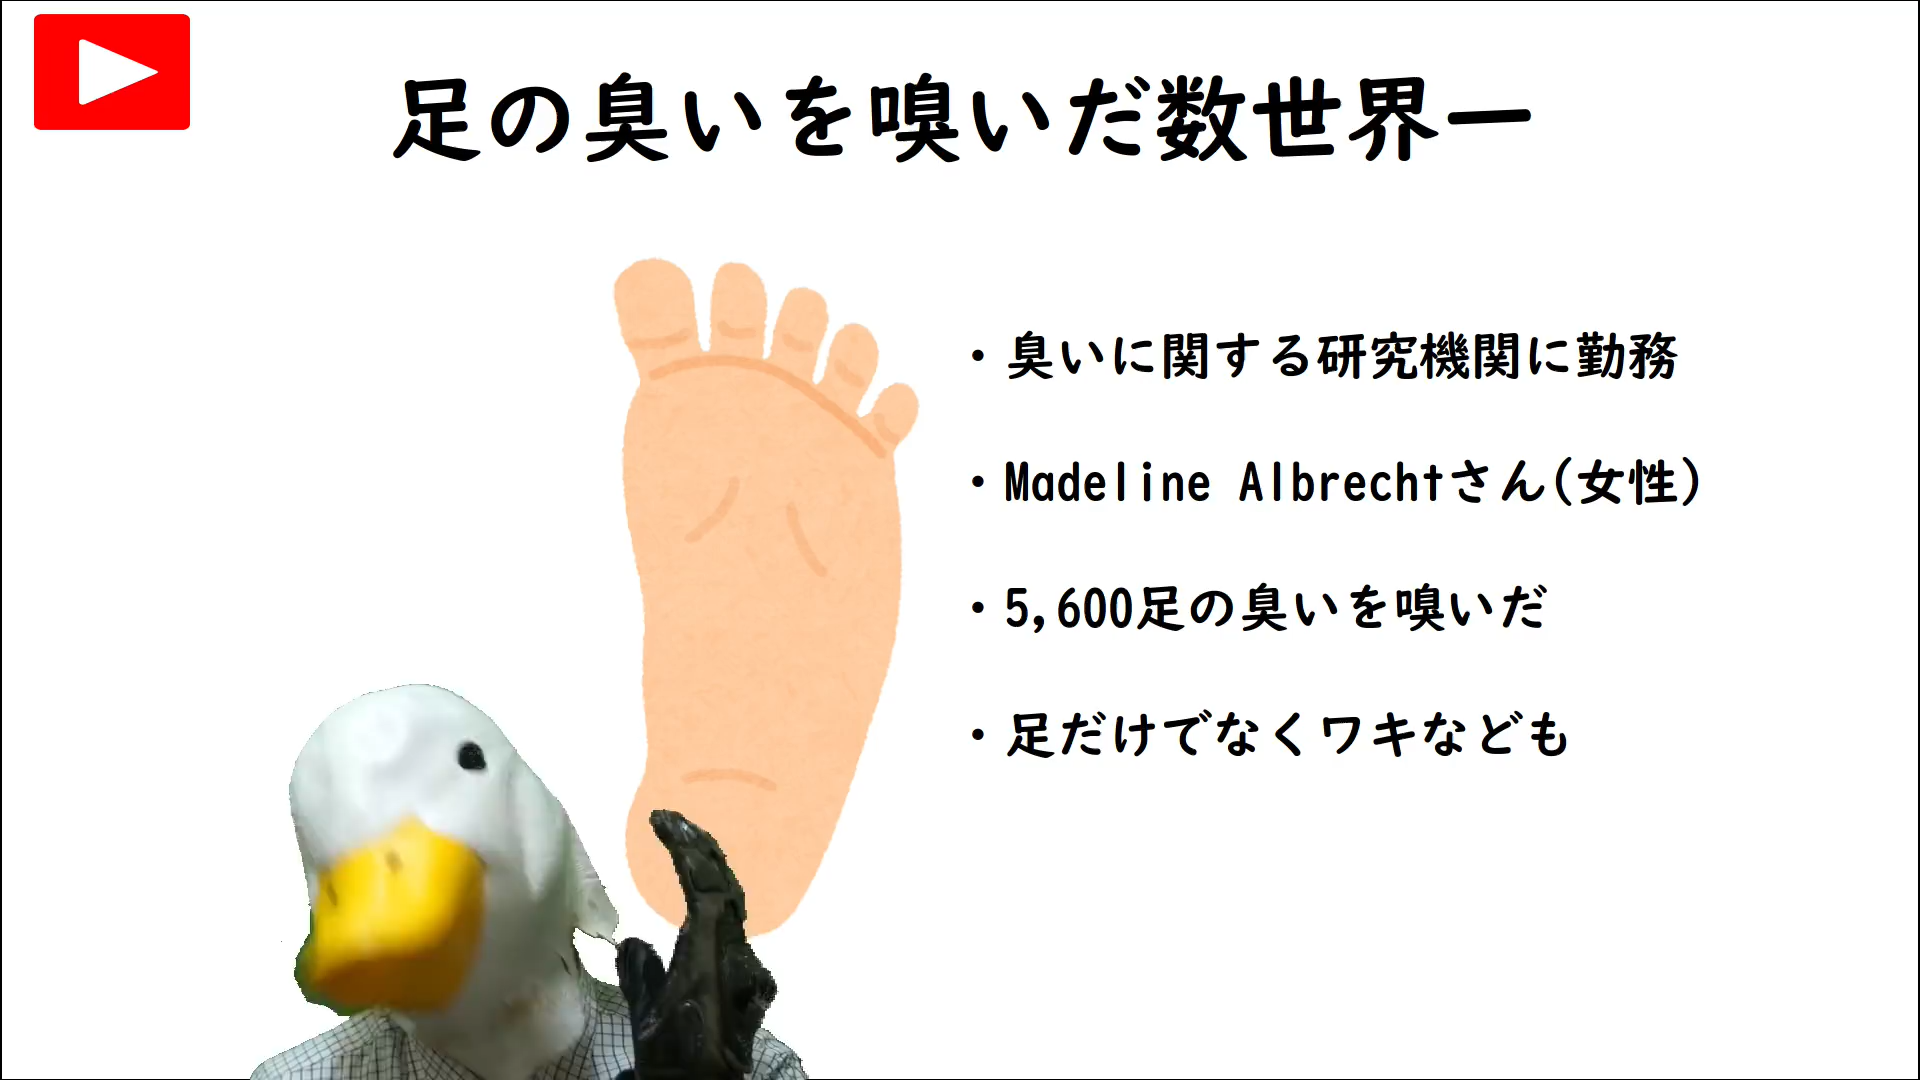 足の臭いを嗅いだ数世界一
・臭いに関する研究機関に勤務
・Madeline Albrechtさん(女性)
・5,600足の臭いを嗅いだ
・足だけでなくワキなども